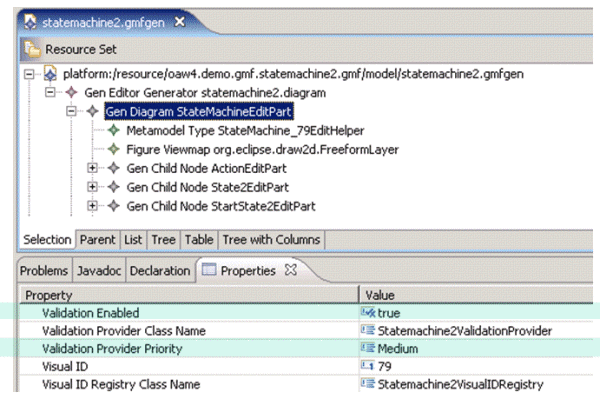 statemachine2.gmfgen
Resource Set
platform:/resource/oaw4.demo.gmf.statemachine2.gmf/model/statemachine2.gmfgen
Gen Editor Generator statemachine2.diagram
Gen Diagram StateMachineEditPart
Metamodel Type StateMachine_79EditHelper
Figure Viewmap org.eclipse.draw2d.FreeformLayer
Gen Child Node ActionEditPart
Gen Child Node State2EditPart
Gen Child Node StartState2EditPart
Selection Parent List Tree Table Tree with Columns
Problems Javadoc Declaration Properties
Property Value
Validation Enabled true
Validation Provider Class Name Statemachine2ValidationProvider
Validation Provider Priority Medium
Visual ID 79
Visual ID Registry Class Name Statemachine2VisualIDRegistry